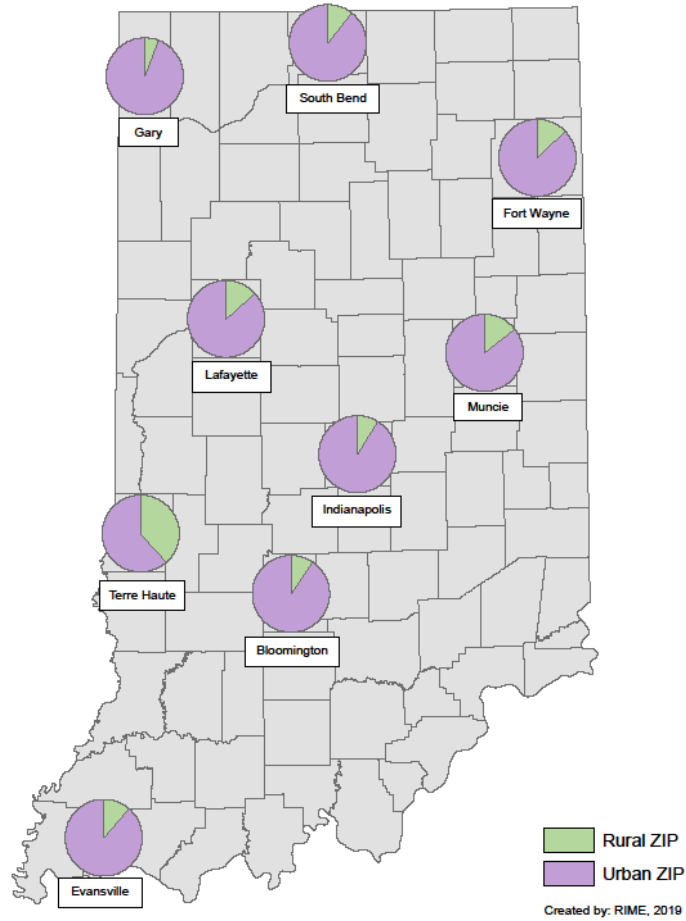 South Bend
Gary
Fort Wayne
Lafayette
Muncie
Indianapolis
Terre Haute
Bloomington
Evansville
Rural ZIP
Urban ZIP
Created by: RIME, 2019